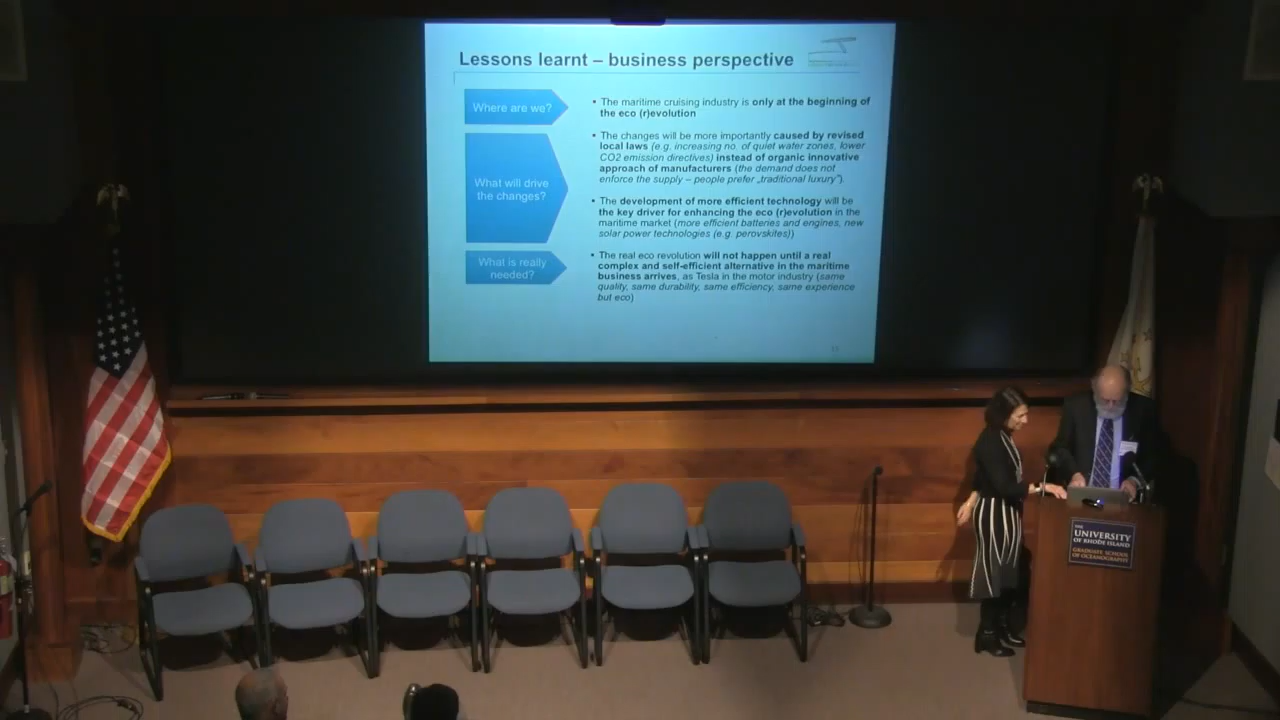 Lessons learnt – business perspective
Where are we?
• The maritime cruising industry is only at the beginning of
the eco (r)evolution
What will drive
the changes?
• The changes will be more importantly caused by revised
local laws (e.g. increasing no. of quiet water zones, lower
CO2 emission directives) instead of organic innovative
approach of manufacturers (the demand does not
enforce the supply – people prefer „traditional luxury")
• The development of more efficient technology will be
the key driver for enhancing the eco (r)evolution in the
maritime market (more efficient batteries and engines, new
solar power technologies (e.g. perovskites))
What is really
needed?
• The real eco revolution will not happen until a real
complex and self-efficient alternative in the maritime
business arrives, as Tesla in the motor industry (same
quality, same durability, same efficiency, same experience
but eco)
THE
UNIVERSITY
OF RHODE ISLAND
GRADUATE SCHOOL
OF OCEANOGRAPHY